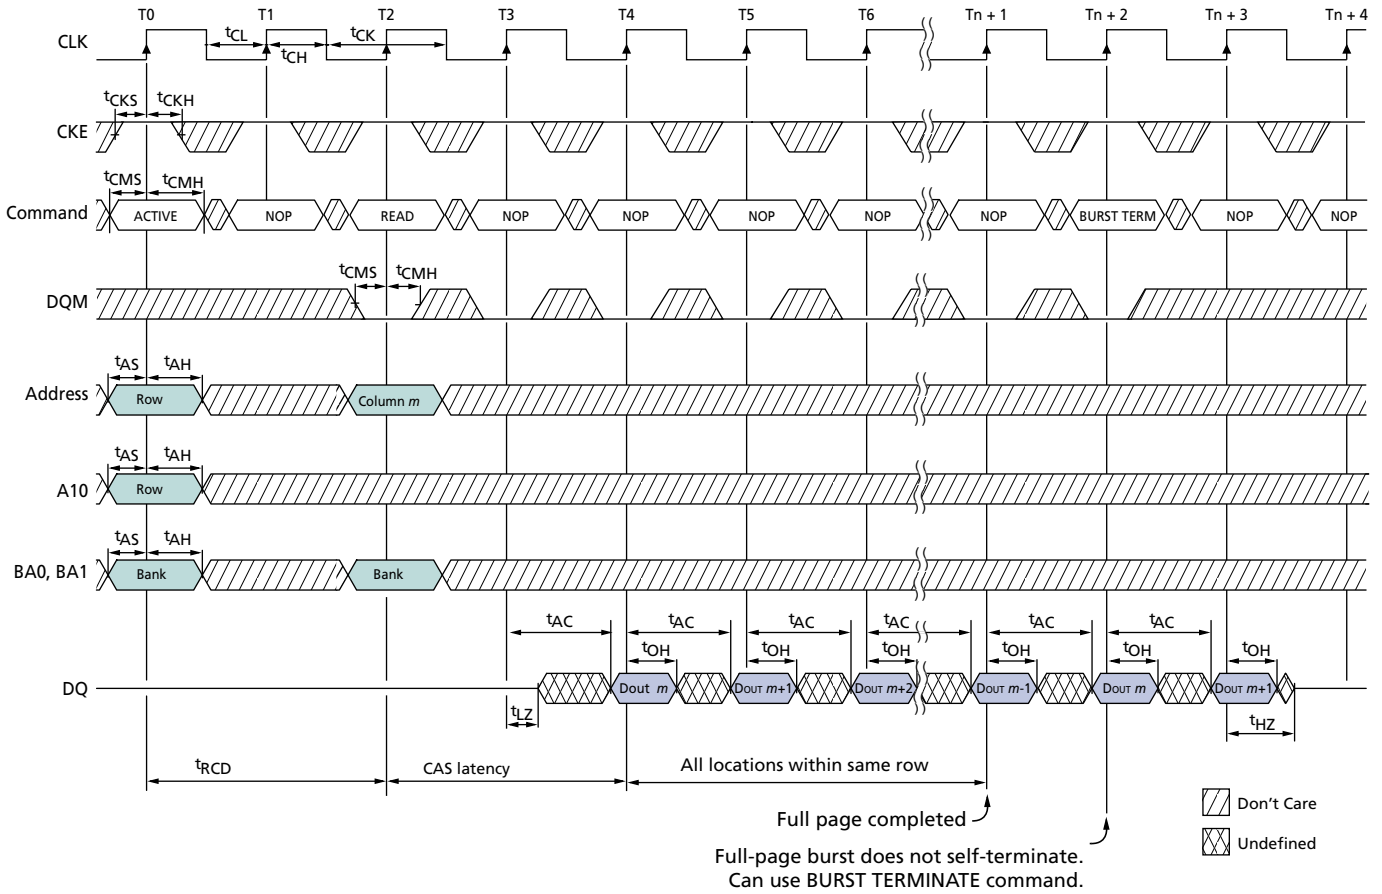 T0 T1 T2 T3 T4 T5 T6 Tn + 1 Tn + 2 Tn + 3 Tn + 4
CLK tCL tCH tCK
tCKS tCKH
CKE
tCMS tCMH
Command ACTIVE NOP READ NOP NOP NOP NOP NOP BURST TERM NOP NOP
tCMS tCMH
DQM
tAS tAH
Address Row Column m
tAS tAH
A10 Row
tAS tAH
BA0, BA1 Bank Bank
tAC tAC tAC tAC tAC tAC
tOH tOH tOH tOH tOH tOH
DQ Dout m DOUT m+1 DOUT m+2 DOUT m-1 DOUT m DOUT m+1
tLZ tHZ
tRCD CAS latency All locations within same row
Full page completed
Don't Care
Undefined
Full-page burst does not self-terminate.
Can use BURST TERMINATE command.